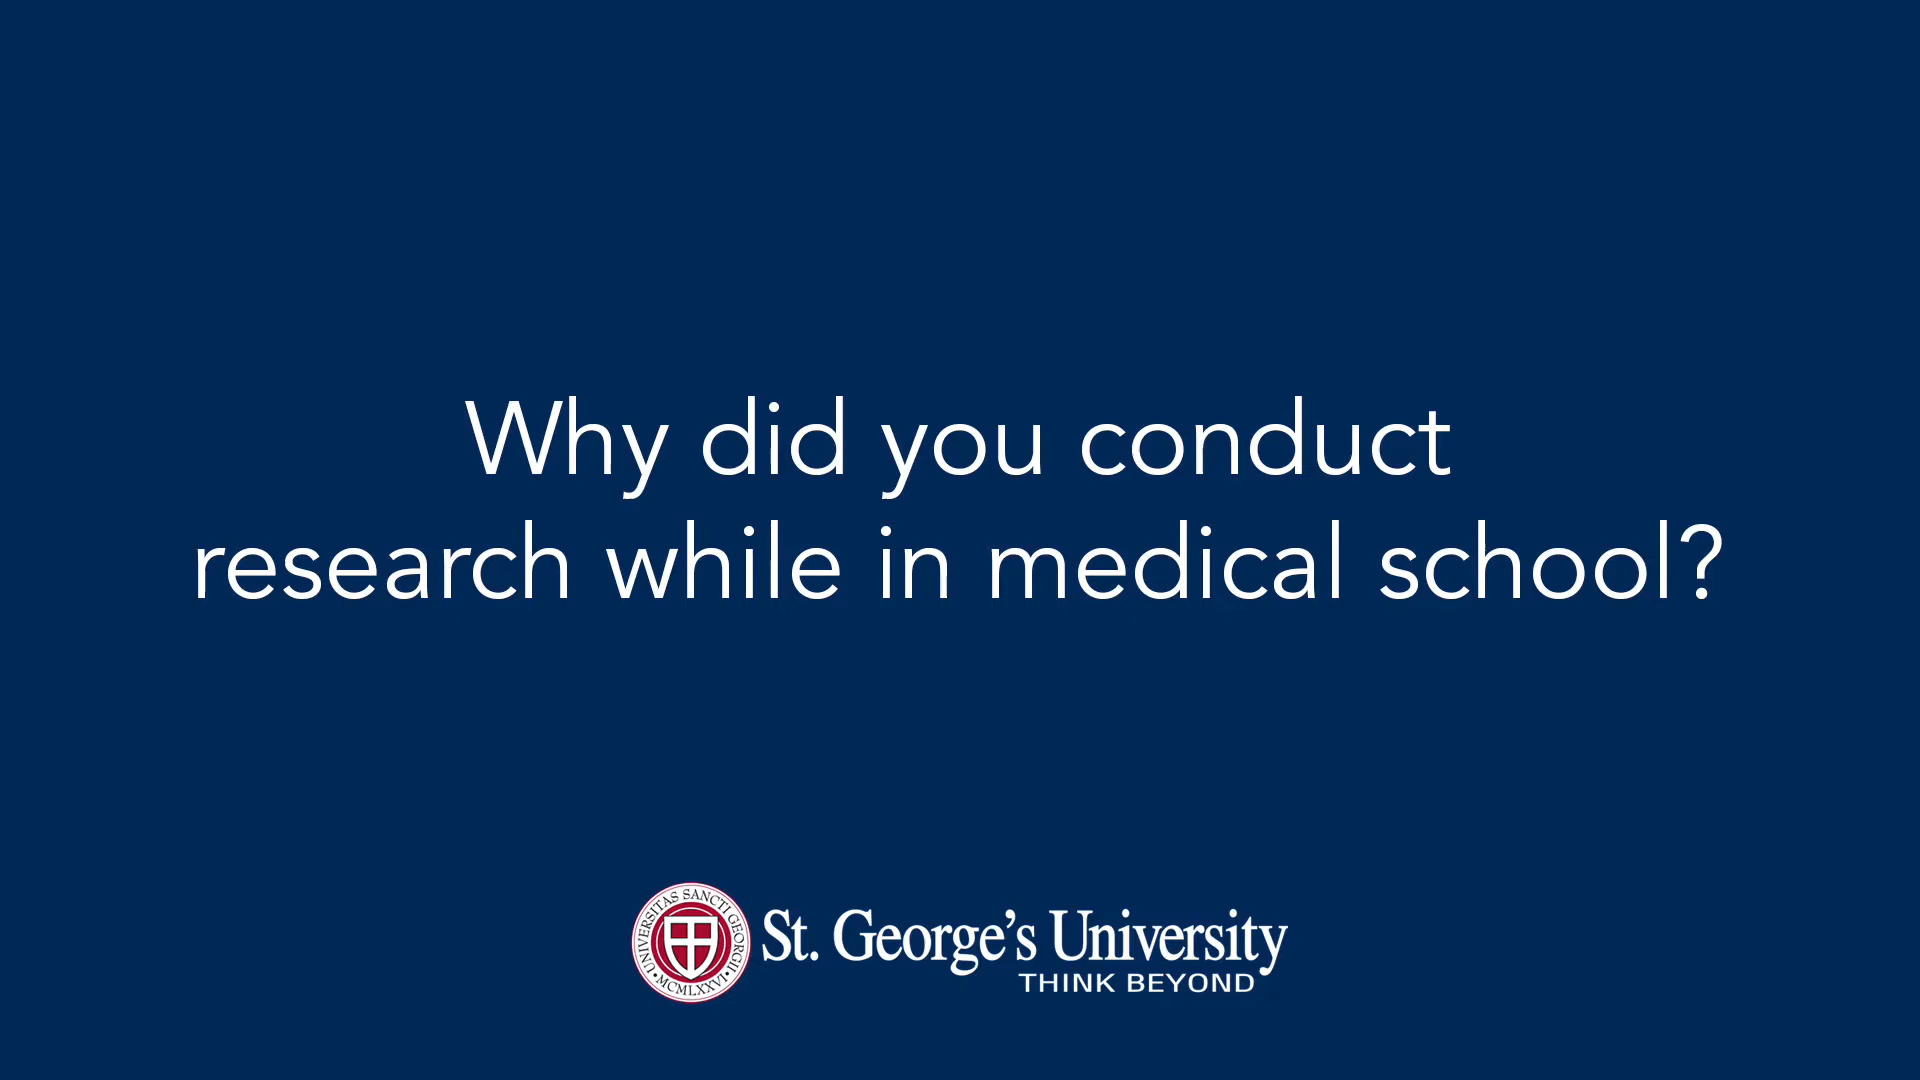 Why did you conduct
research while in medical school?
UNIVERSITAS SANCTI GEORGII
MCMLXXVI
St. George's University
THINK BEYOND